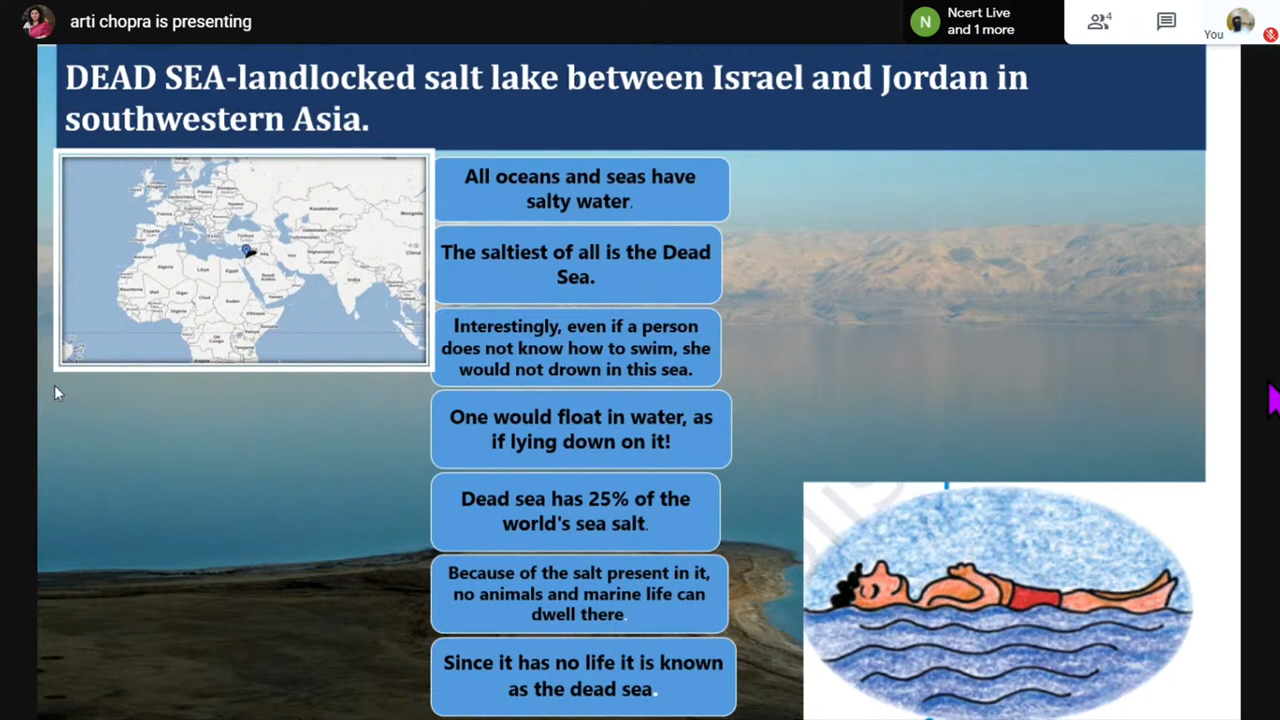 arti chopra is presenting
Ncert Live
and 1 more
4
You
DEAD SEA-landlocked salt lake between Israel and Jordan in
southwestern Asia.
All oceans and seas have
salty water.
The saltiest of all is the Dead
Sea.
Interestingly, even if a person
does not know how to swim, she
would not drown in this sea.
One would float in water, as
if lying down on it!
Dead sea has 25% of the
world's sea salt.
Because of the salt present in it,
no animals and marine life can
dwell there.
Since it has no life it is known
as the dead sea.
N